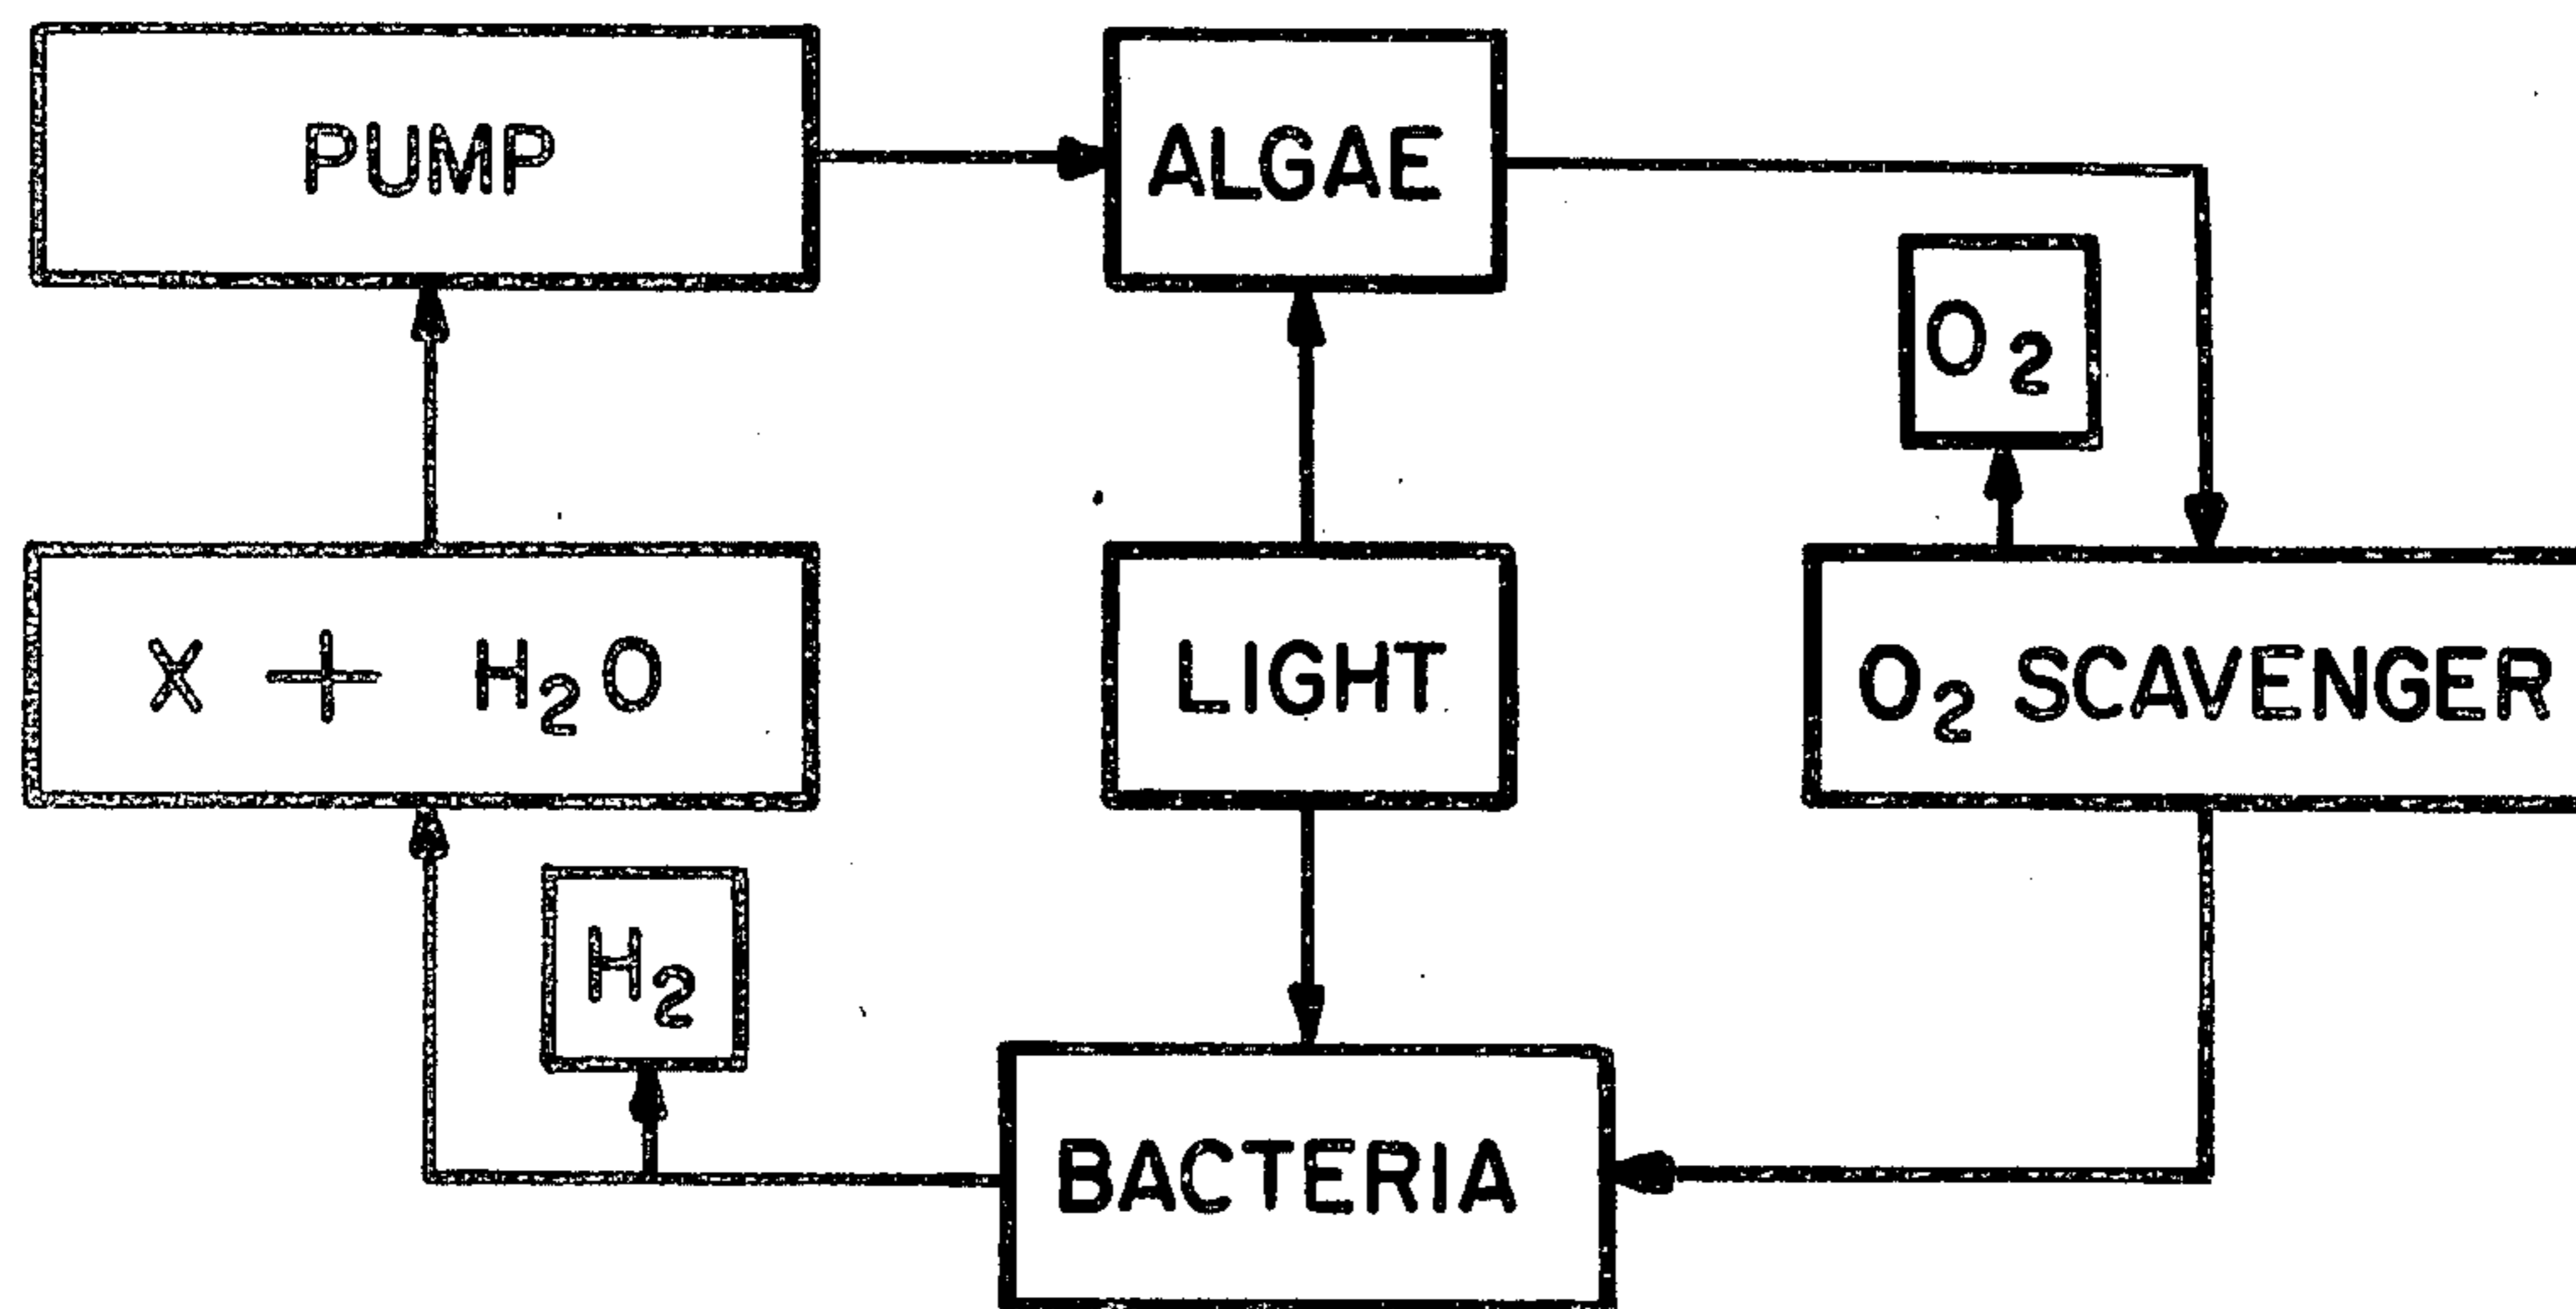 PUMP
ALGAE
O₂
X + H₂O
LIGHT
O₂ SCAVENGER
H₂
BACTERIA